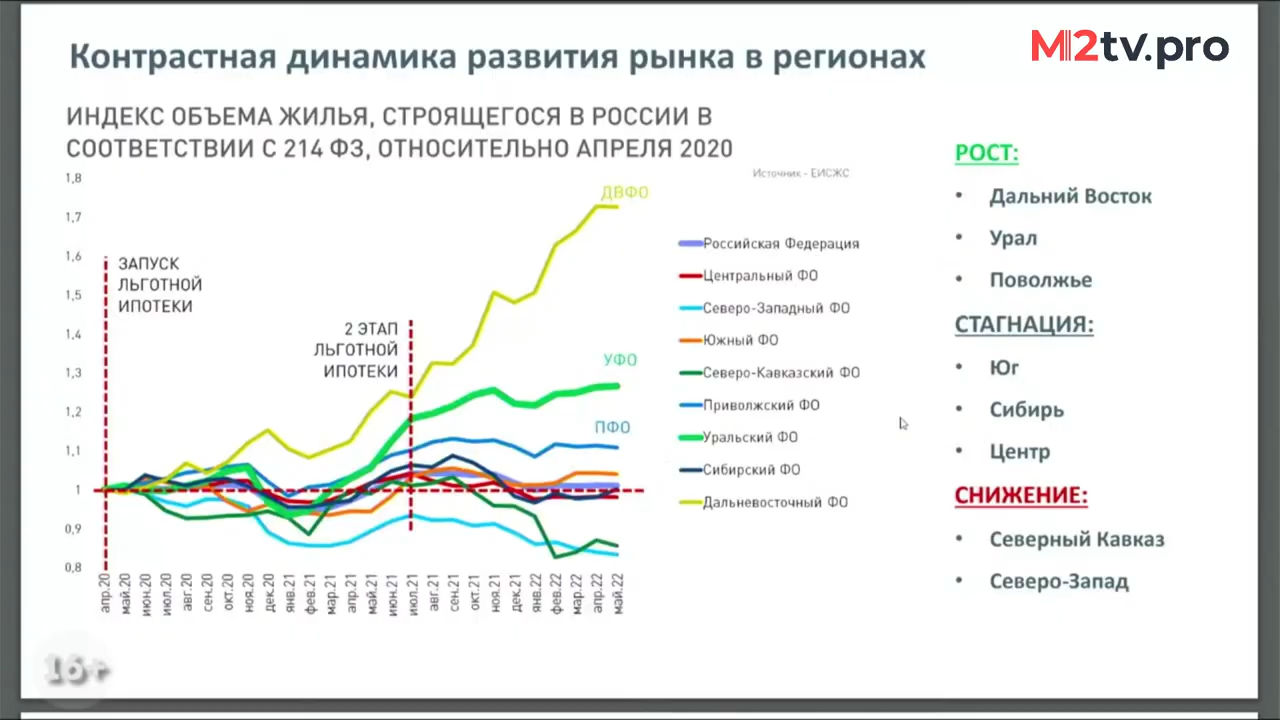 M2tv.pro
Контрастная динамика развития рынка в регионах
ИНДЕКС ОБЪЕМА ЖИЛЬЯ, СТРОЯЩЕГОСЯ В РОССИИ В
СООТВЕТСТВИИ С 214 ФЗ, ОТНОСИТЕЛЬНО АПРЕЛЯ 2020
Источник - ЕИСЖС
1,8
1,7
1,6
1,5
1,4
1,3
1,2
1,1
1
0,9
0,8
ЗАПУСК
ЛЬГОТНОЙ
ИПОТЕКИ
2 ЭТАП
ЛЬГОТНОЙ
ИПОТЕКИ
ДВФО
УФО
ПФО
апр.20
май.20
июн.20
июл.20
авг.20
сен.20
окт.20
ноя.20
дек.20
янв.21
фев.21
мар.21
апр.21
май.21
июн.21
июл.21
авг.21
сен.21
окт.21
ноя.21
дек.21
янв.22
фев.22
мар.22
апр.22
май.22
Российская Федерация
Центральный ФО
Северо-Западный ФО
Южный ФО
Северо-Кавказский ФО
Приволжский ФО
Уральский ФО
Сибирский ФО
Дальневосточный ФО
РОСТ:
• Дальний Восток
• Урал
• Поволжье
СТАГНАЦИЯ:
• Юг
• Сибирь
• Центр
СНИЖЕНИЕ:
• Северный Кавказ
• Северо-Запад
16+